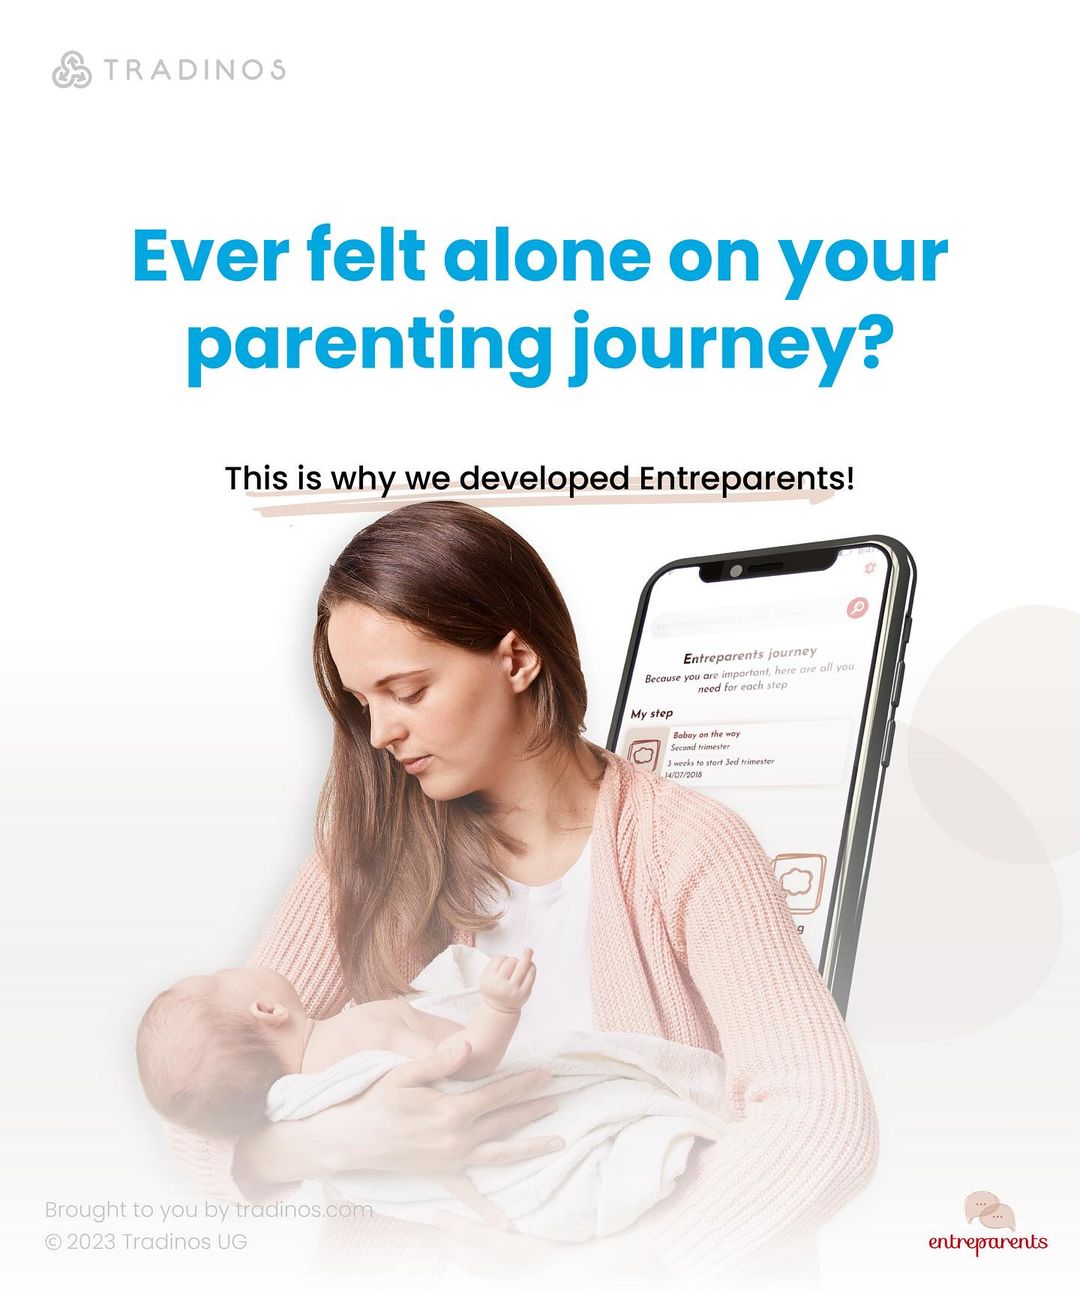 TRADINOS
Ever felt alone on your
parenting journey?
This is why we developed Entreparents!
Entreparents journey
Because you are important, here are all you
need for each step
My step
Baboy on the way
Second trimester
3 weeks to start 3ed trimester
14/07/2018
g
Brought to you by tradinos.com
© 2023 Tradinos UG
entreparents